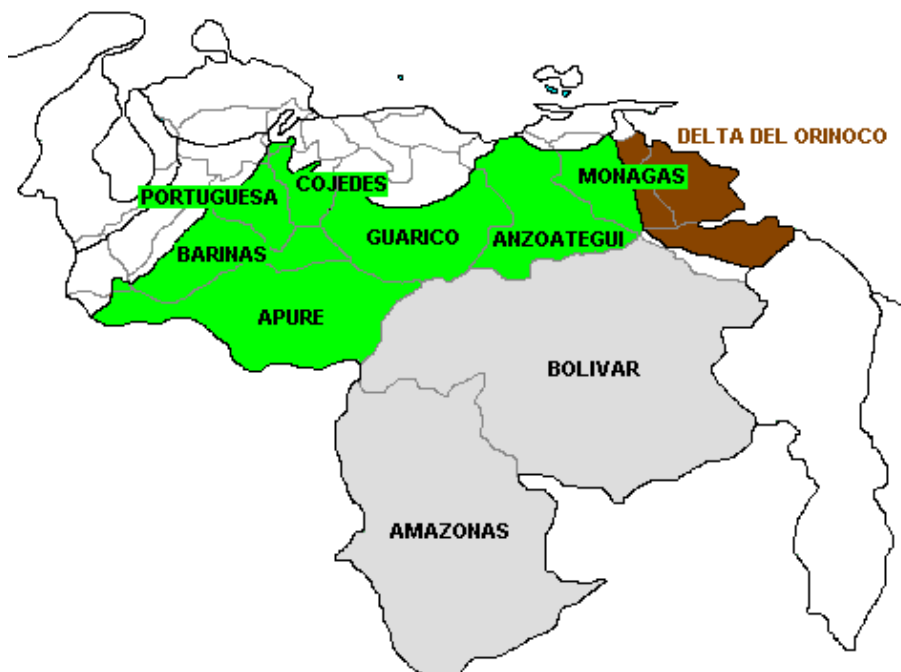 DELTA DEL ORINOCO
MONAGAS
COJEDES
PORTUGUESA
GUARICO
ANZOATEGUI
BARINAS
APURE
BOLIVAR
AMAZONAS